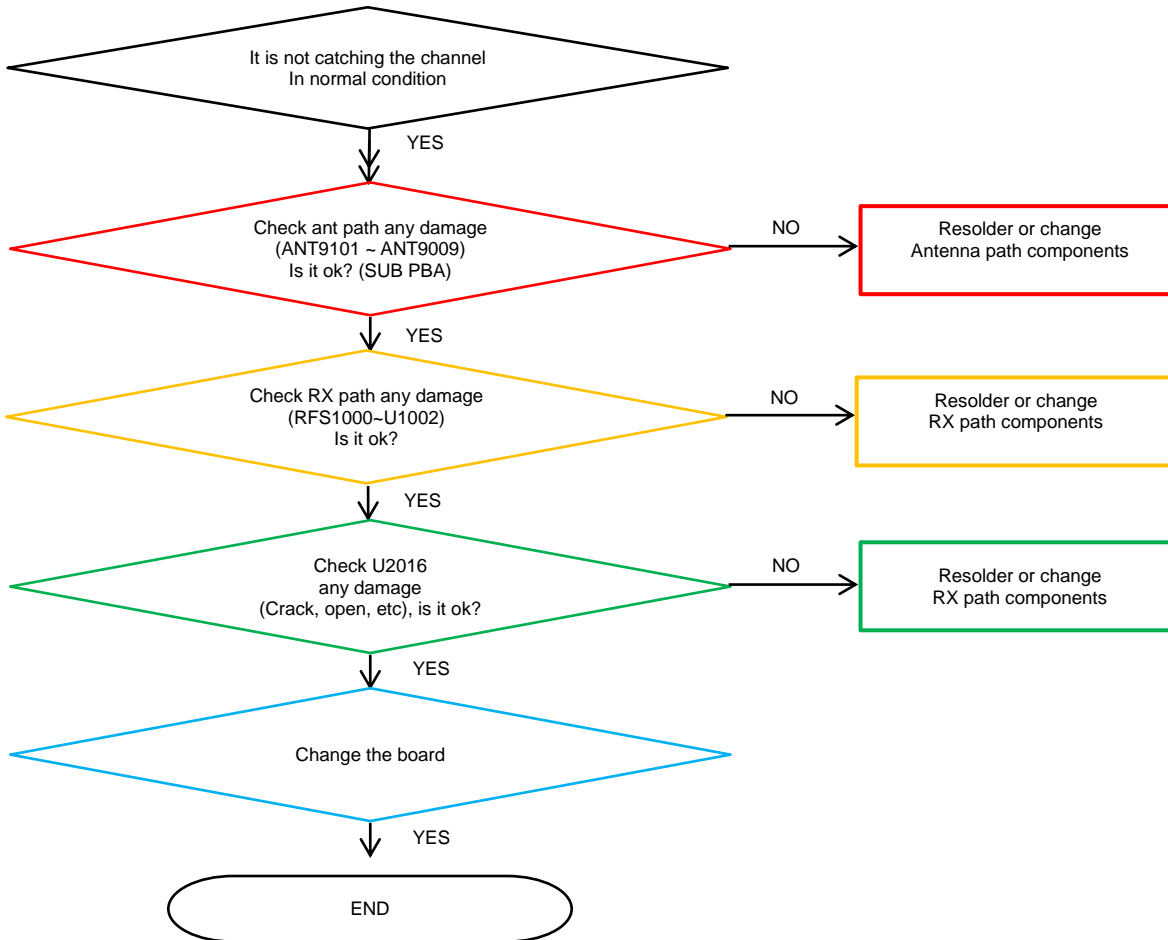 It is not catching the channel
In normal condition
YES
Check ant path any damage
(ANT9101 ~ ANT9009)
Is it ok? (SUB PBA)
NO
Resolder or change
Antenna path components
YES
Check RX path any damage
(RFS1000~U1002)
Is it ok?
NO
Resolder or change
RX path components
YES
Check U2016
any damage
(Crack, open, etc), is it ok?
NO
Resolder or change
RX path components
YES
Change the board
YES
END